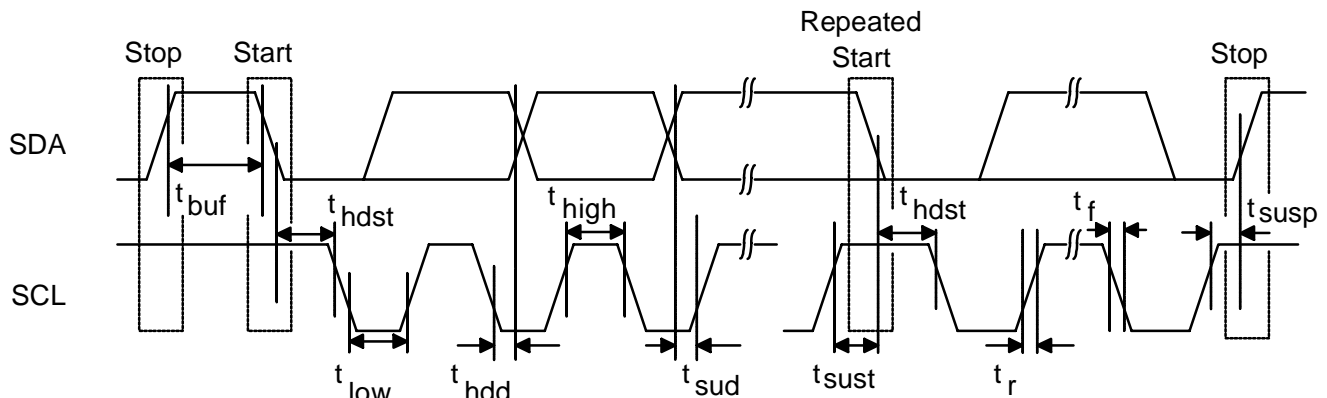 Repeated
Stop Start Start Stop
SDA
t buf
t hdst
t high
t hdst
t f
t susp
SCL
t low
t hdd
t sud
t sust
t r